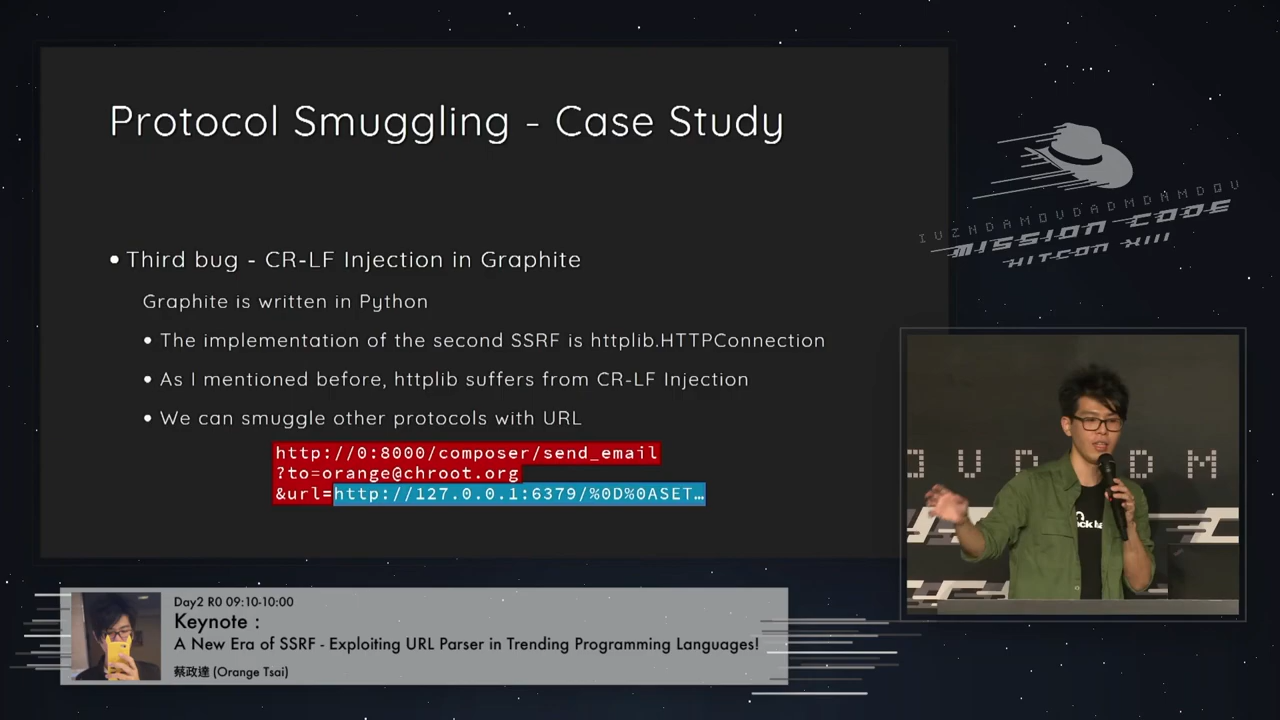 Protocol Smuggling - Case Study
• Third bug - CR-LF Injection in Graphite
Graphite is written in Python
• The implementation of the second SSRF is httplib.HTTPConnection
• As I mentioned before, httplib suffers from CR-LF Injection
• We can smuggle other protocols with URL
http://0:8000/composer/send_email
?to=orange@chroot.org
&url=http://127.0.0.1:6379/%0D%0ASET…
MISSION CODE
HITCON XIII
Day2 R0 09:10-10:00
Keynote :
A New Era of SSRF - Exploiting URL Parser in Trending Programming Languages!
蔡政達 (Orange Tsai)